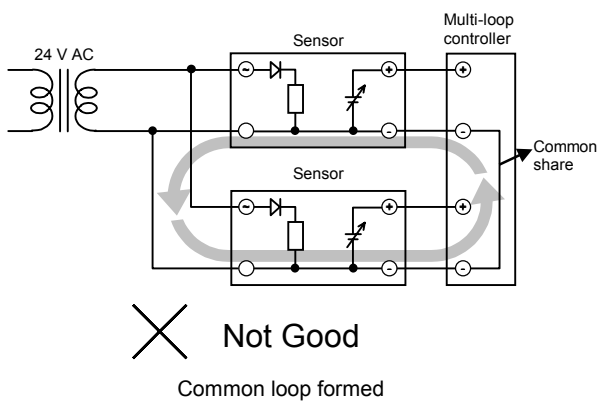 Multi-loop
controller
Sensor
24 V AC
~
+
+
-
-
Common
share
Sensor
~
+
+
-
-
Not Good
Common loop formed